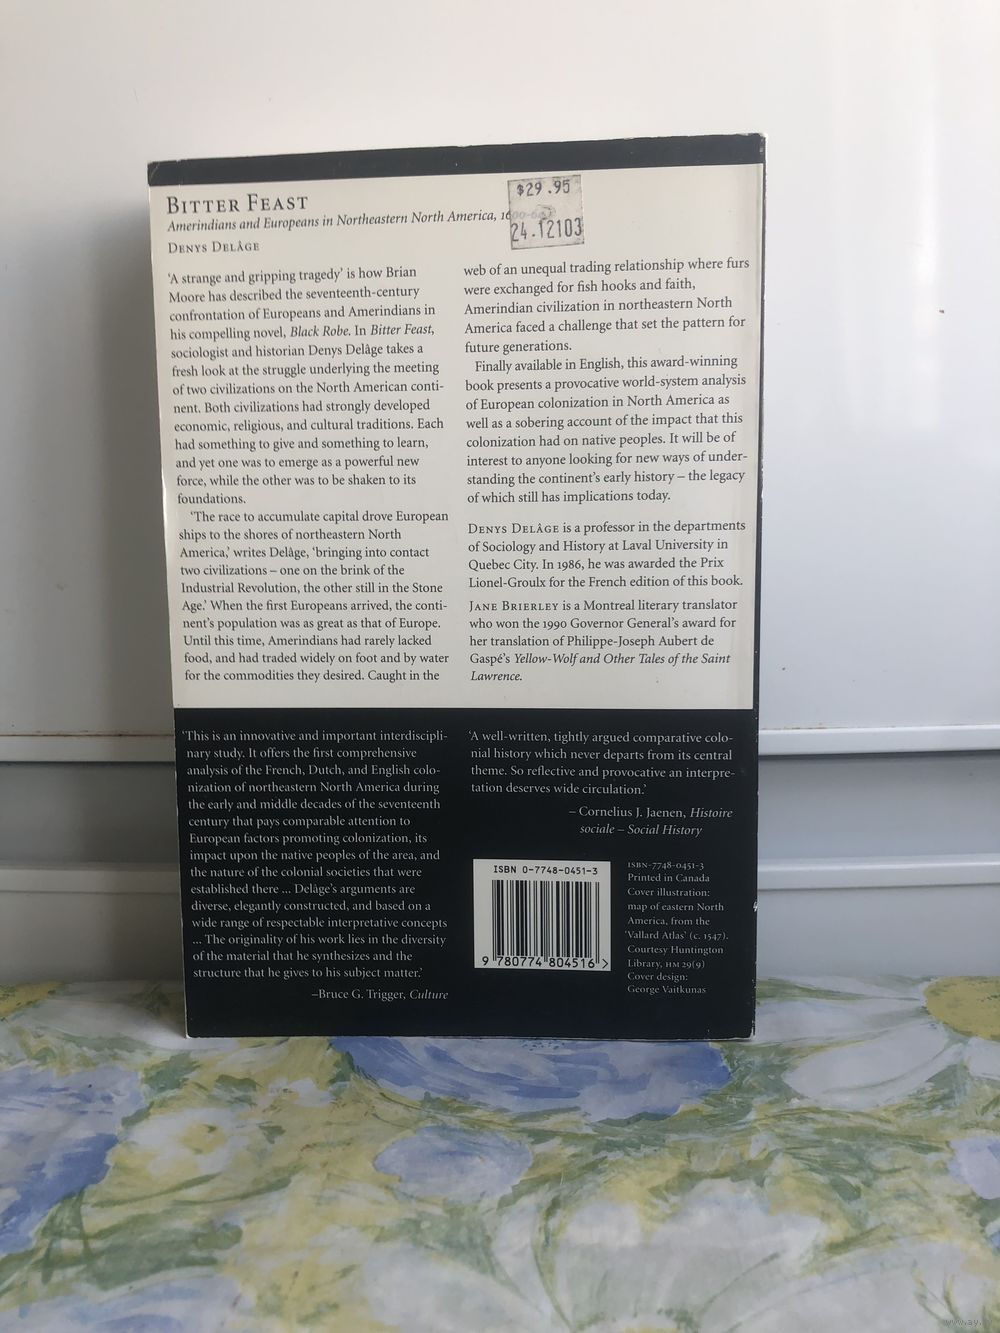 BITTER FEAST
Amerindians and Europeans in Northeastern North America,
DENYS DELÂGE
$29.95
24.12103
'A strange and gripping tragedy' is how Brian
Moore has described the seventeenth-century
confrontation of Europeans and Amerindians in
his compelling novel, Black Robe. In Bitter Feast,
sociologist and historian Denys Delâge takes a
fresh look at the struggle underlying the meeting
of two civilizations on the North American conti-
nent. Both civilizations had strongly developed
economic, religious, and cultural traditions. Each
had something to give and something to learn,
and yet one was to emerge as a powerful new
force, while the other was to be shaken to its
foundations.
'The race to accumulate capital drove European
ships to the shores of northeastern North
America,' writes Delâge, 'bringing into contact
two civilizations – one on the brink of the
Industrial Revolution, the other still in the Stone
Age.' When the first Europeans arrived, the conti-
nent's population was as great as that of Europe.
Until this time, Amerindians had rarely lacked
food, and had traded widely on foot and by water
for the commodities they desired. Caught in the
web of an unequal trading relationship where furs
were exchanged for fish hooks and faith,
Amerindian civilization in northeastern North
America faced a challenge that set the pattern for
future generations.
Finally available in English, this award-winning
book presents a provocative world-system analysis
of European colonization in North America as
well as a sobering account of the impact that this
colonization had on native peoples. It will be of
interest to anyone looking for new ways of under-
standing the continent's early history – the legacy
of which still has implications today.
DENYS DELÂGE is a professor in the departments
of Sociology and History at Laval University in
Quebec City. In 1986, he was awarded the Prix
Lionel-Groulx for the French edition of this book.
JANE BRIERLEY is a Montreal literary translator
who won the 1990 Governor General's award for
her translation of Philippe-Joseph Aubert de
Gaspé's Yellow-Wolf and Other Tales of the Saint
Lawrence.
'This is an innovative and important interdiscipli-
nary study. It offers the first comprehensive
analysis of the French, Dutch, and English colo-
nization of northeastern North America during
the early and middle decades of the seventeenth
century that pays comparable attention to
European factors promoting colonization, its
impact upon the native peoples of the area, and
the nature of the colonial societies that were
established there ... Delâge's arguments are
diverse, elegantly constructed, and based on a
wide range of respectable interpretative concepts
... The originality of his work lies in the diversity
of the material that he synthesizes and the
structure that he gives to his subject matter.'
–Bruce G. Trigger, Culture
'A well-written, tightly argued comparative colo-
nial history which never departs from its central
theme. So reflective and provocative an interpre-
tation deserves wide circulation.'
– Cornelius J. Jaenen, Histoire
sociale – Social History
ISBN 0-7748-0451-3
9 780774 804516 >
ISBN-7748-0451-3
Printed in Canada
Cover illustration:
map of eastern North
America, from the
'Vallard Atlas' (c. 1547).
Courtesy Huntington
Library, HM 29(9)
Cover design:
George Vaitkunas